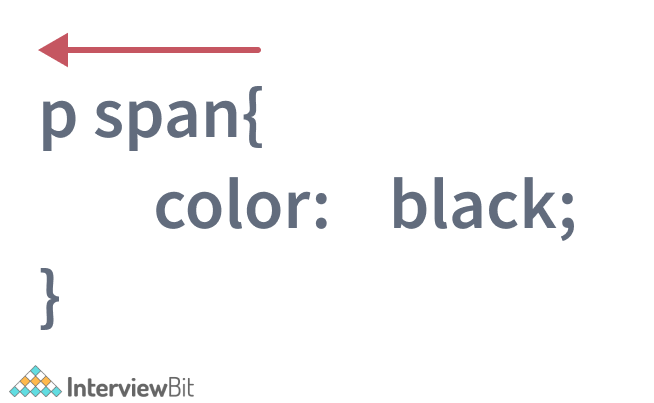 p span{
color: black;
}
InterviewBit